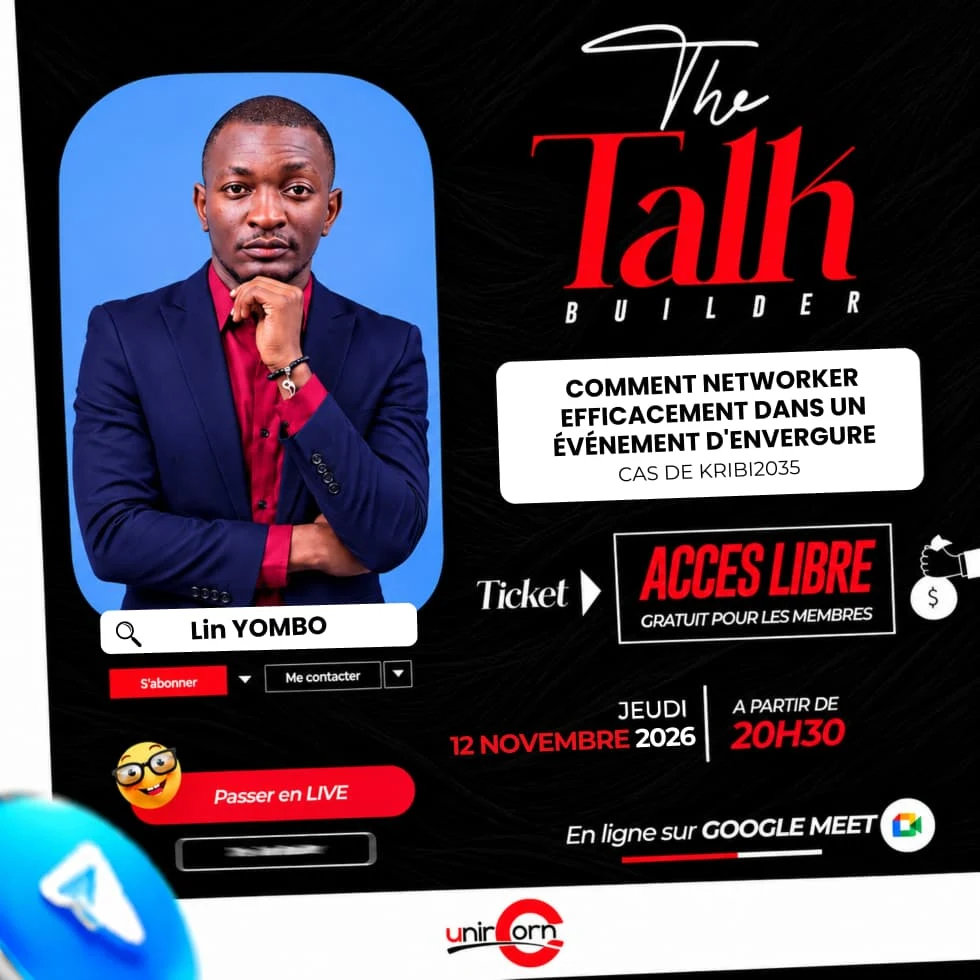 The
Talk
BUILDER
COMMENT NETWORKER
EFFICACEMENT DANS UN
ÉVÉNEMENT D'ENVERGURE
CAS DE KRIBI2035
Ticket
ACCES LIBRE
GRATUIT POUR LES MEMBRES
$
Lin YOMBO
S'abonner
Me contacter
JEUDI
12 NOVEMBRE 2026
A PARTIR DE
20H30
Passer en LIVE
En ligne sur GOOGLE MEET
unirCorn